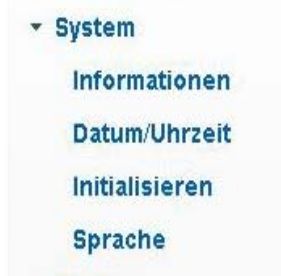 System
Informationen
Datum/Uhrzeit
Initialisieren
Sprache